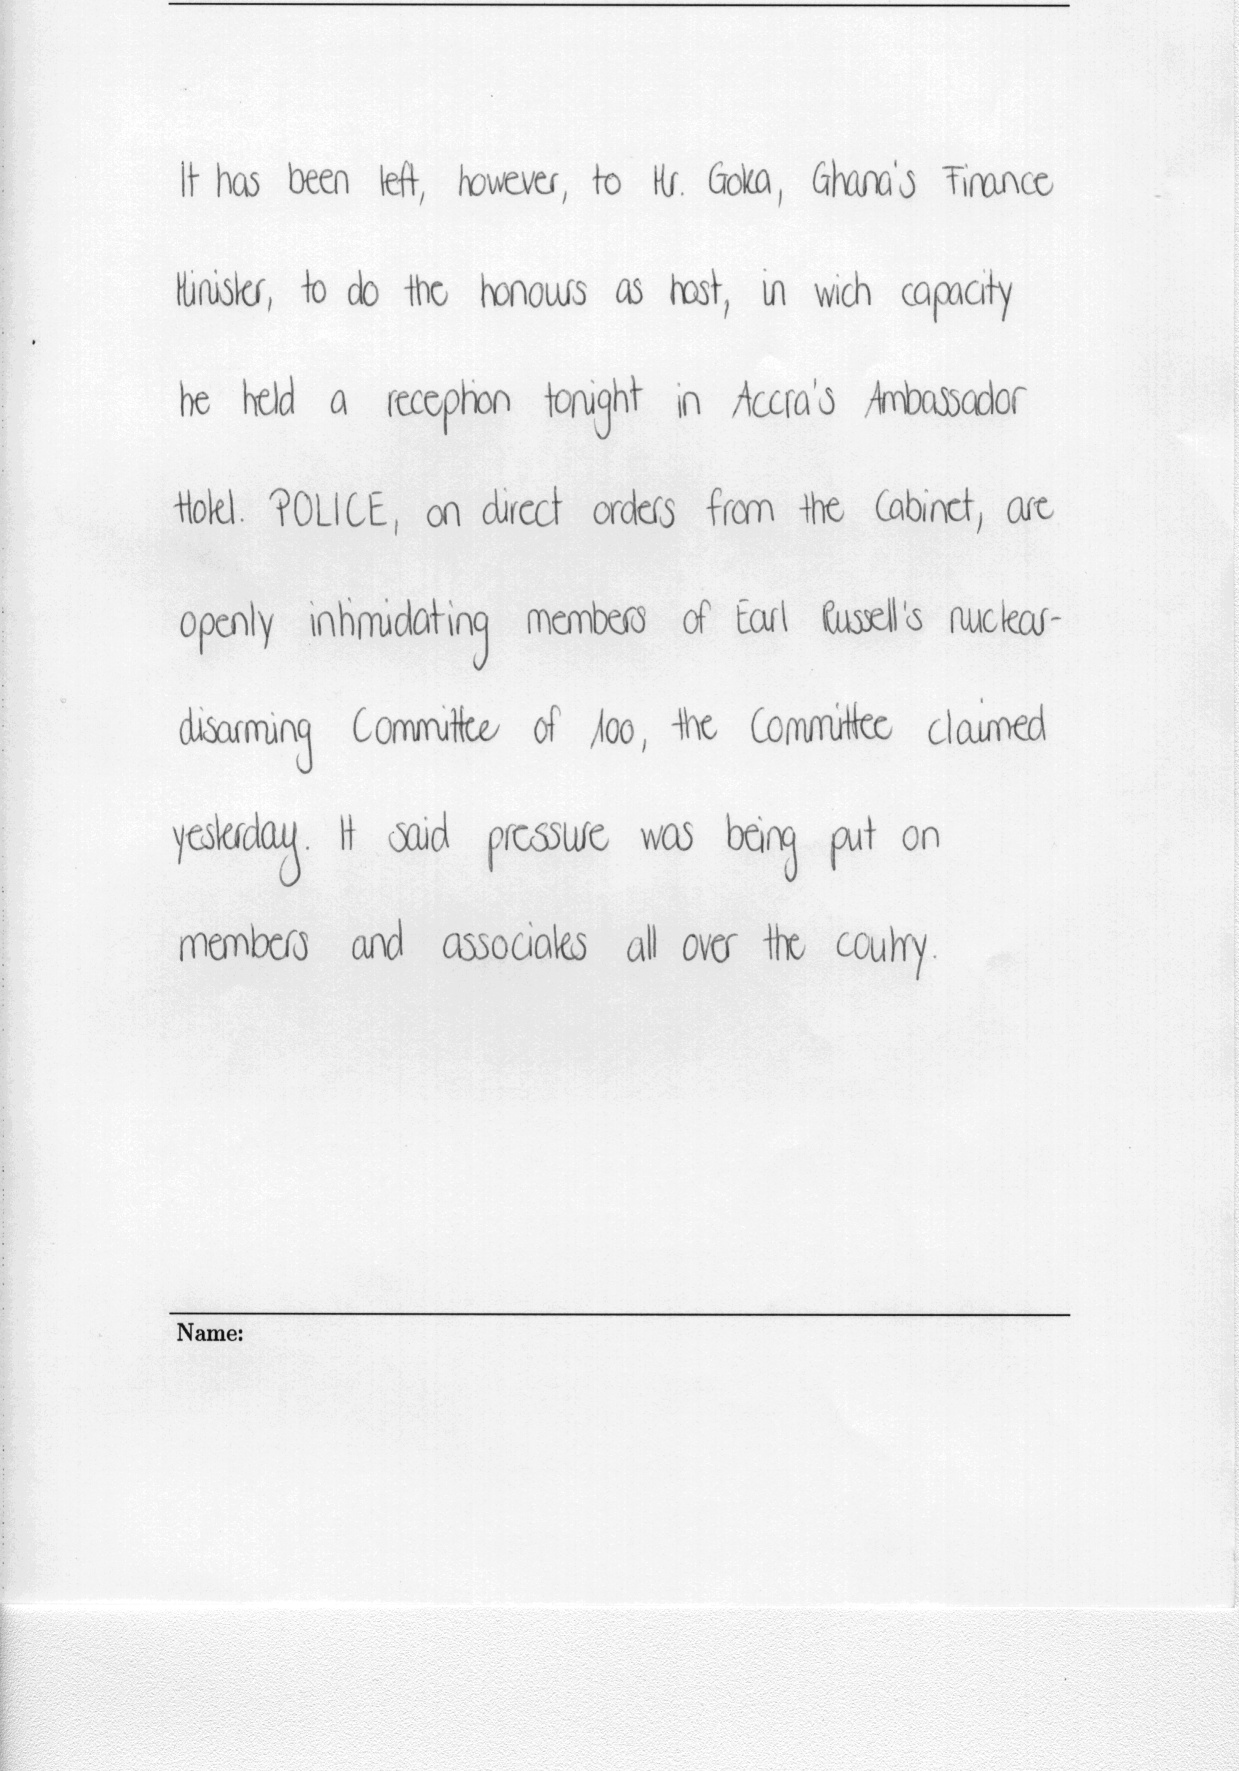 It has been left, however, to Mr. Goka, Ghana's Finance
Minister, to do the honours as host, in wich capacity
he held a reception tonight in Accra's Ambassador
Hotel. POLICE, on direct orders from the Cabinet, are
openly intimidating members of Earl Russell's nuclear-
disarming Committee of 100, the Committee claimed
yesterday. It said pressure was being put on
members and associates all over the coutry.
Name: